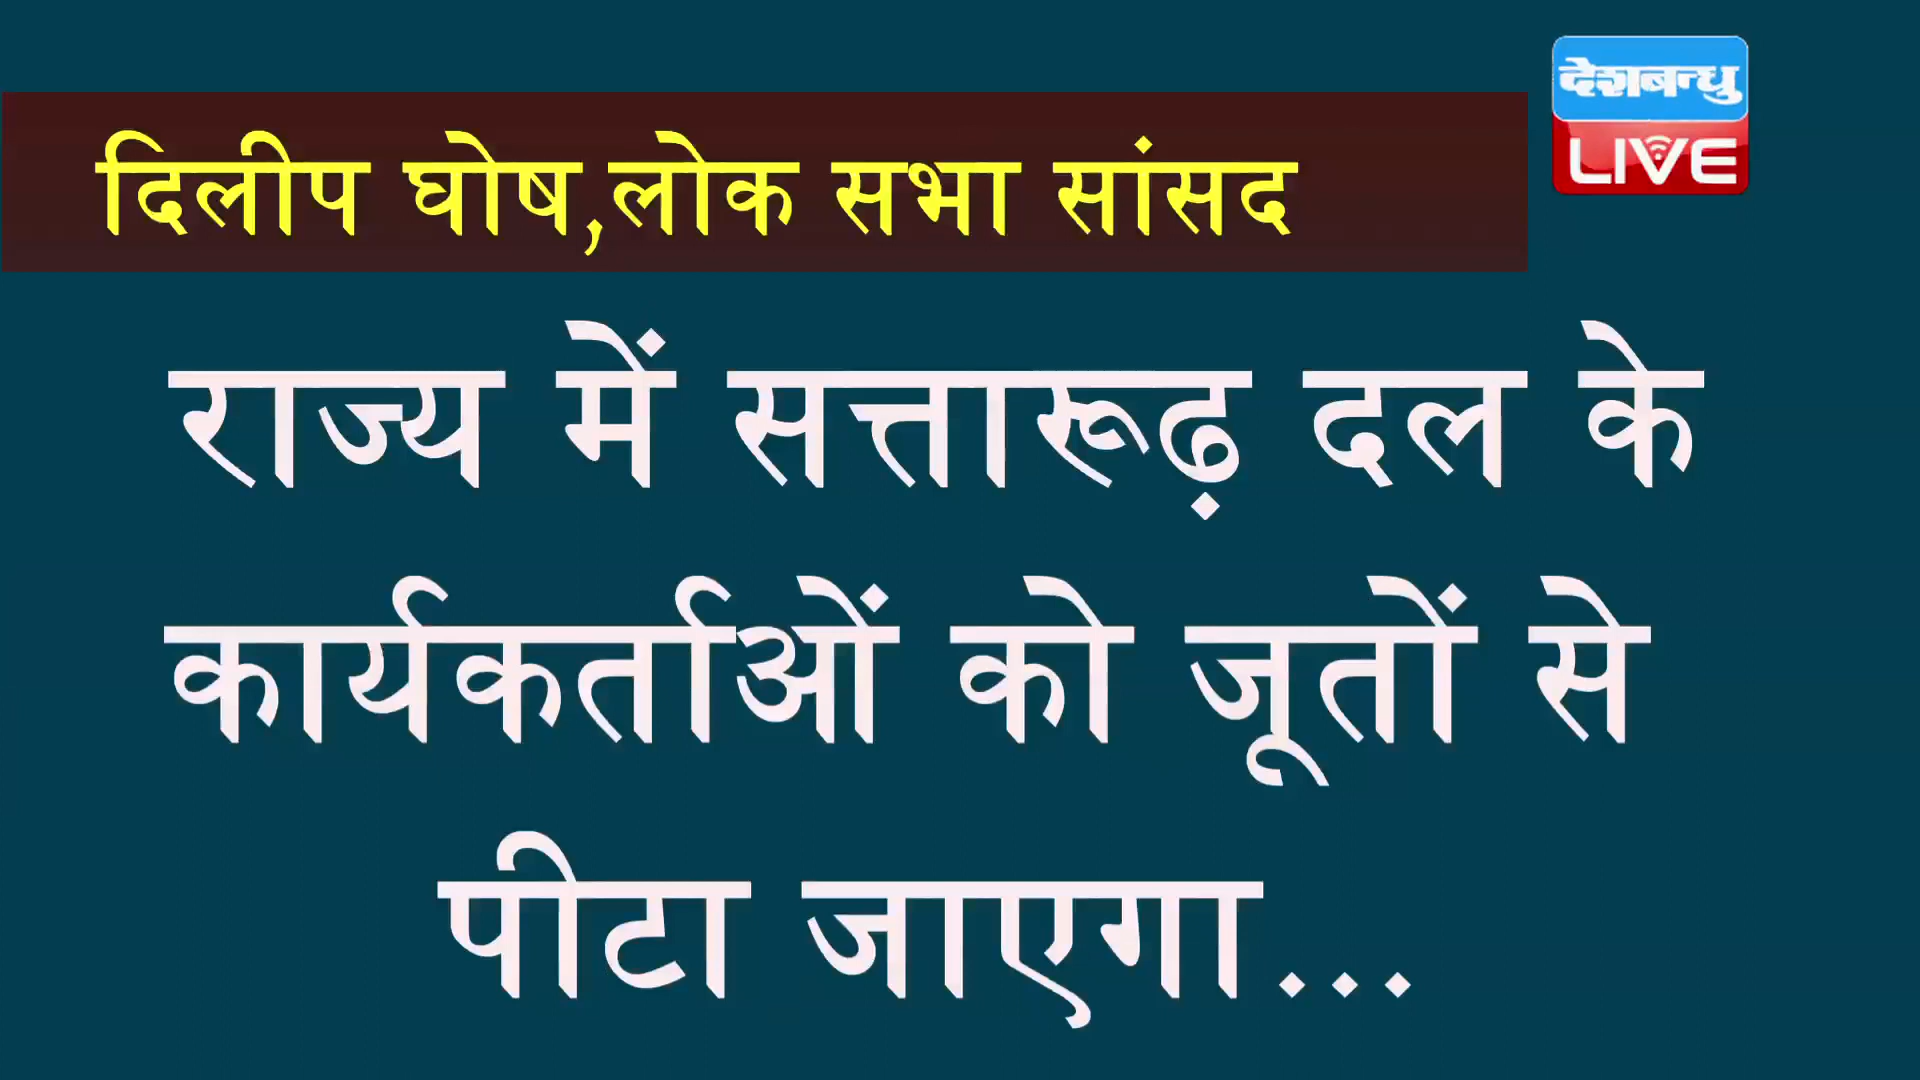 देशबन्धु
LIVE
दिलीप घोष,लोक सभा सांसद
राज्य में सत्तारूढ़ दल के
कार्यकर्ताओं को जूतों से
पीटा जाएगा...